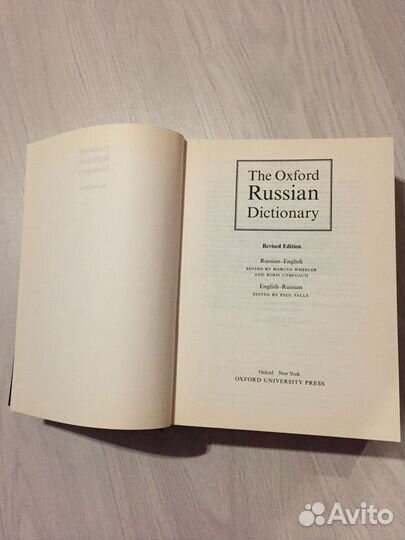 The Oxford
Russian
Dictionary
Revised Edition
Russian–English
EDITED BY MARCUS WHEELER
AND BORIS UNBEGAUN
English–Russian
EDITED BY PAUL FALLA
Oxford New York
OXFORD UNIVERSITY PRESS
Avito